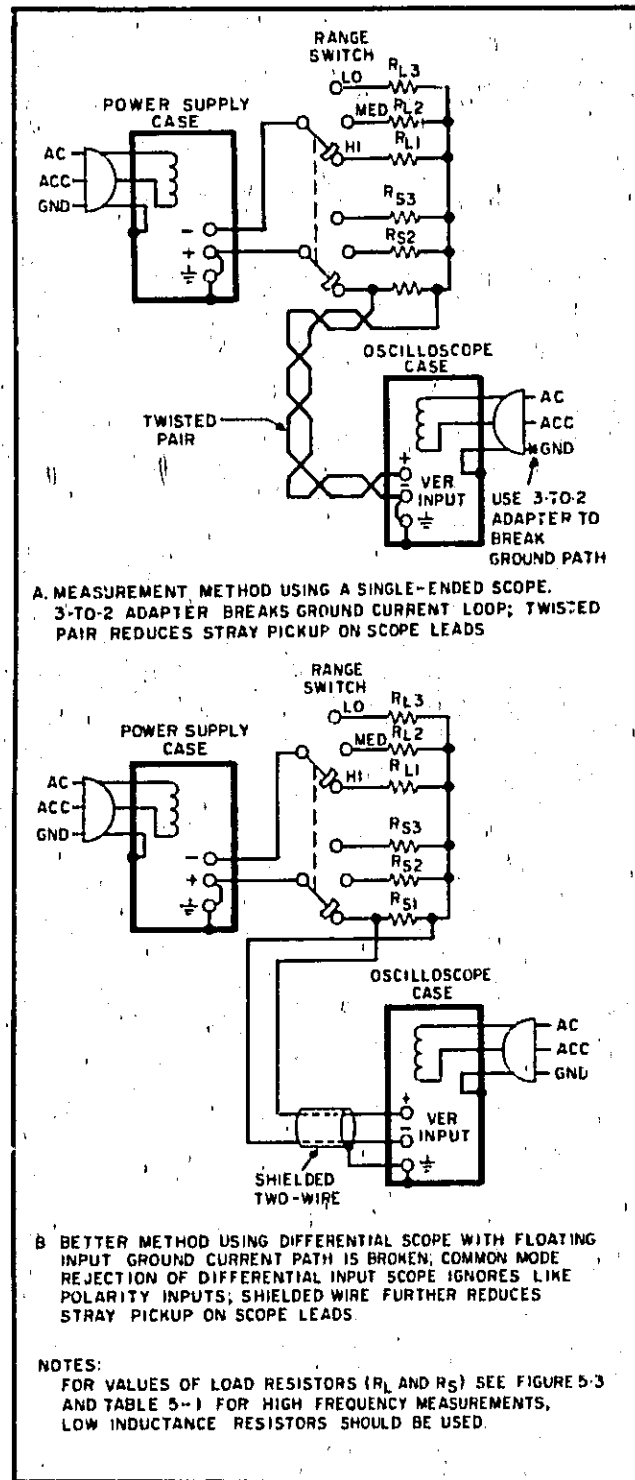 RANGE
SWITCH
LO
RL3
POWER SUPPLY
CASE
MED
RL2
AC
HI
RL1
ACC
GND
RS3
-
RS2
+
OSCILLOSCOPE
CASE
AC
TWISTED
PAIR
ACC
+
GND
-
VER
INPUT
USE 3-TO-2
ADAPTER TO
BREAK
GROUND PATH
A. MEASUREMENT METHOD USING A SINGLE-ENDED SCOPE.
3-TO-2 ADAPTER BREAKS GROUND CURRENT LOOP; TWISTED
PAIR REDUCES STRAY PICKUP ON SCOPE LEADS
RANGE
SWITCH
LO
RL3
POWER SUPPLY
CASE
MED
RL2
AC
HI
RL1
ACC
GND
RS3
-
RS2
+
RS1
OSCILLOSCOPE
CASE
AC
ACC
GND
+
VER
INPUT
-
SHIELDED
TWO-WIRE
B BETTER METHOD USING DIFFERENTIAL SCOPE WITH FLOATING
INPUT GROUND CURRENT PATH IS BROKEN; COMMON MODE
REJECTION OF DIFFERENTIAL INPUT SCOPE IGNORES LIKE
POLARITY INPUTS; SHIELDED WIRE FURTHER REDUCES
STRAY PICKUP ON SCOPE LEADS.
NOTES:
FOR VALUES OF LOAD RESISTORS (RL AND RS) SEE FIGURE 5-3
AND TABLE 5-1 FOR HIGH FREQUENCY MEASUREMENTS,
LOW INDUCTANCE RESISTORS SHOULD BE USED.